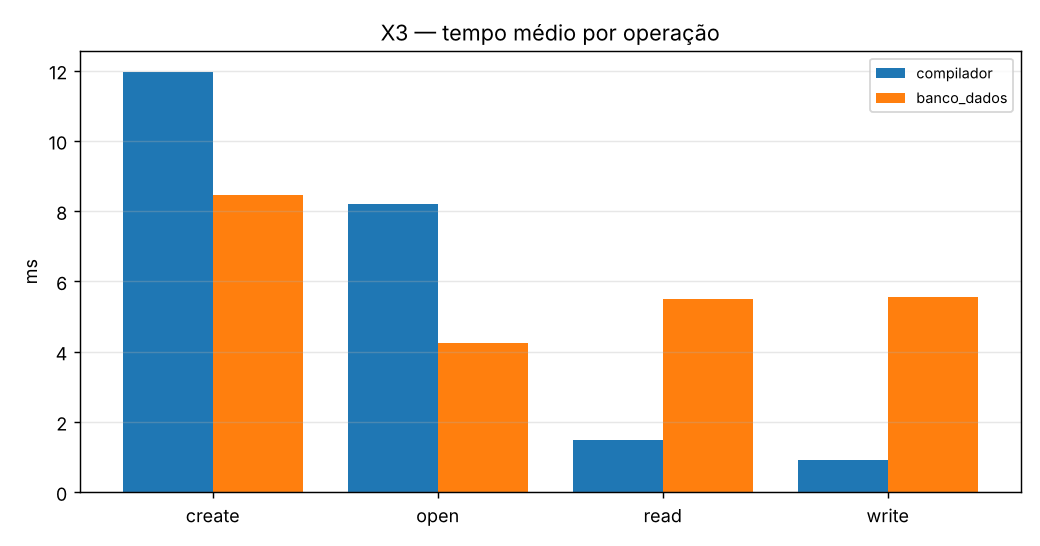 X3 — tempo médio por operação
compilador
banco_dados
ms
12
10
8
6
4
2
0
create
open
read
write